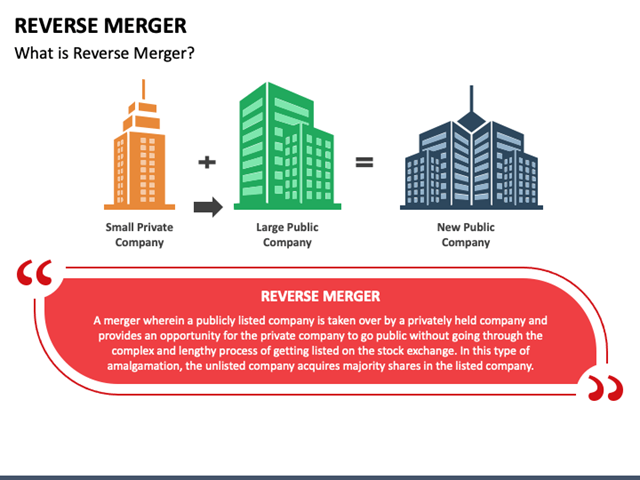 REVERSE MERGER
What is Reverse Merger?
+
=
Small Private
Company
Large Public
Company
New Public
Company
“
REVERSE MERGER
A merger wherein a publicly listed company is taken over by a privately held company and
provides an opportunity for the private company to go public without going through the
complex and lengthy process of getting listed on the stock exchange. In this type of
amalgamation, the unlisted company acquires majority shares in the listed company.
”